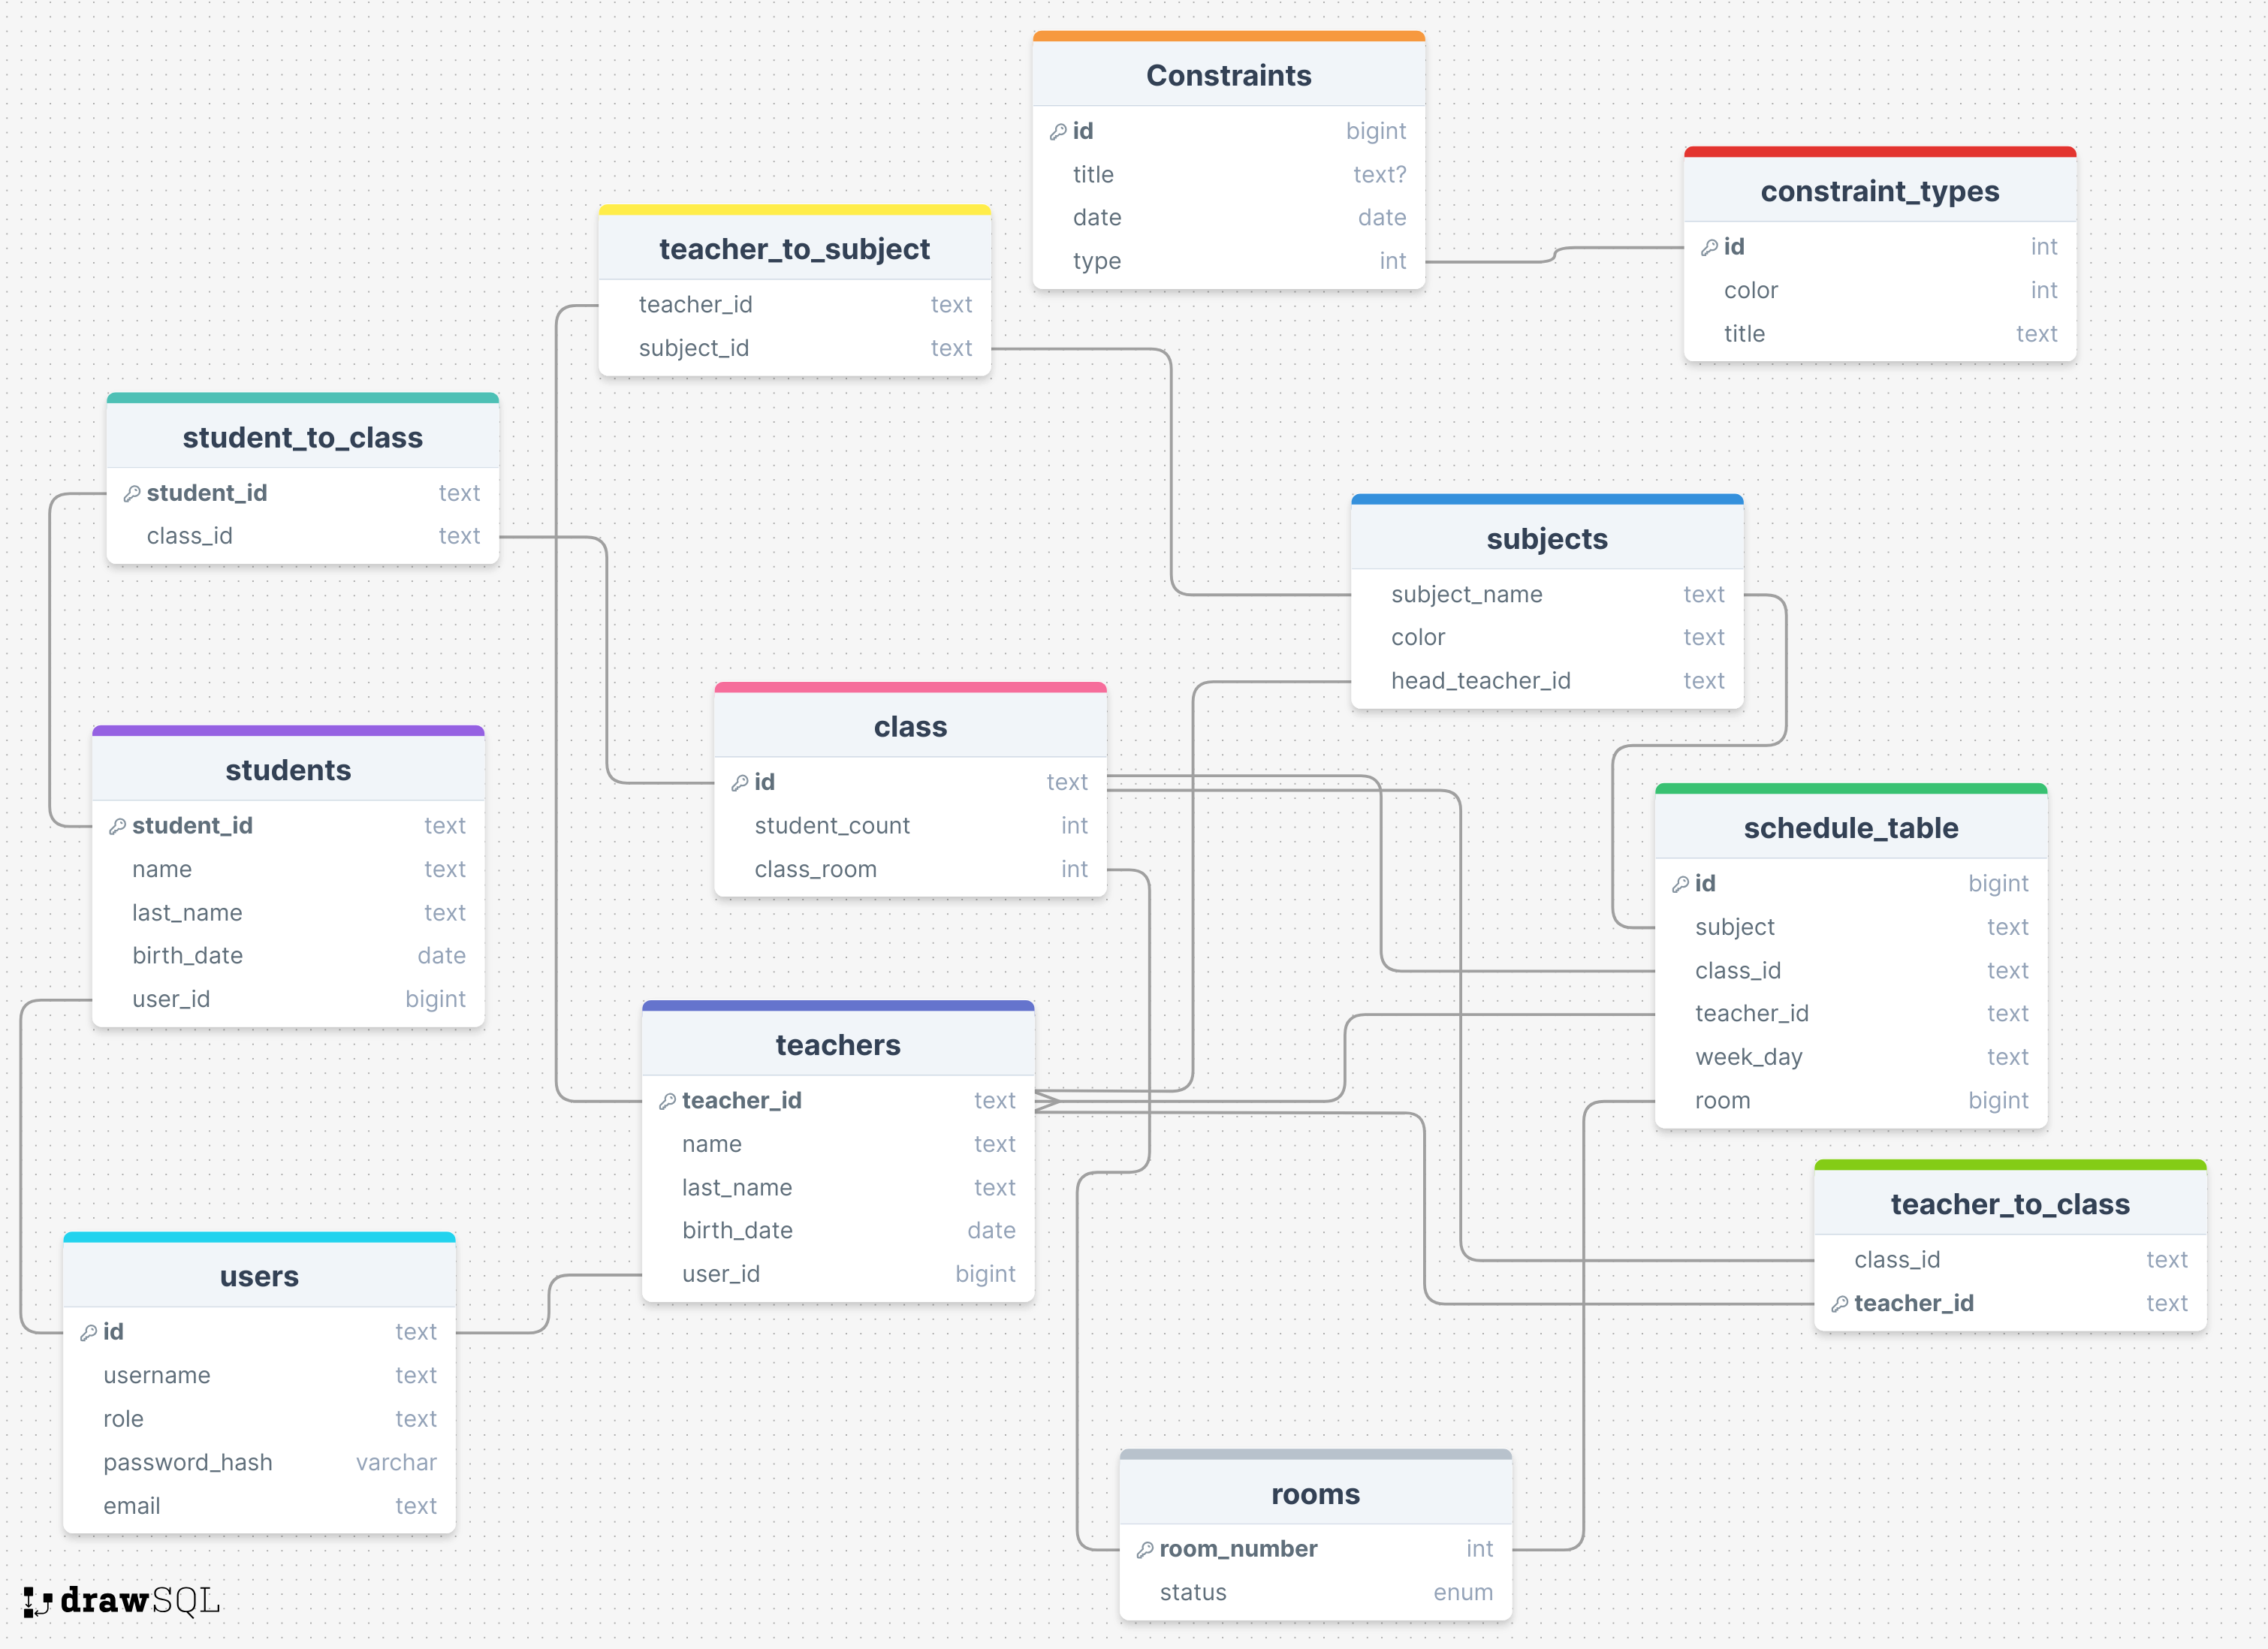 Constraints
id bigint
title text?
date date
type int
constraint_types
id int
color int
title text
teacher_to_subject
teacher_id text
subject_id text
student_to_class
student_id text
class_id text
subjects
subject_name text
color text
head_teacher_id text
class
id text
student_count int
class_room int
students
student_id text
name text
last_name text
birth_date date
user_id bigint
schedule_table
id bigint
subject text
class_id text
teacher_id text
week_day text
room bigint
teachers
teacher_id text
name text
last_name text
birth_date date
user_id bigint
teacher_to_class
class_id text
teacher_id text
users
id text
username text
role text
password_hash varchar
email text
rooms
room_number int
status enum
drawSQL